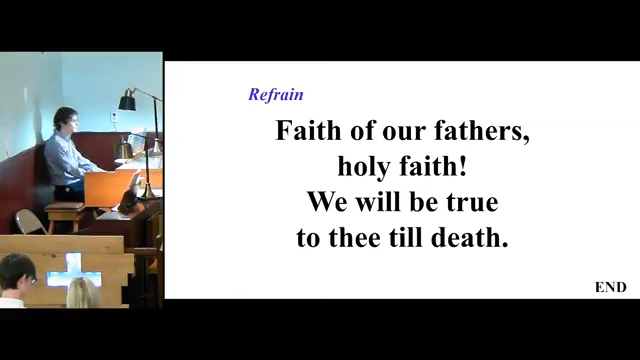 Refrain
Faith of our fathers,
holy faith!
We will be true
to thee till death.
END